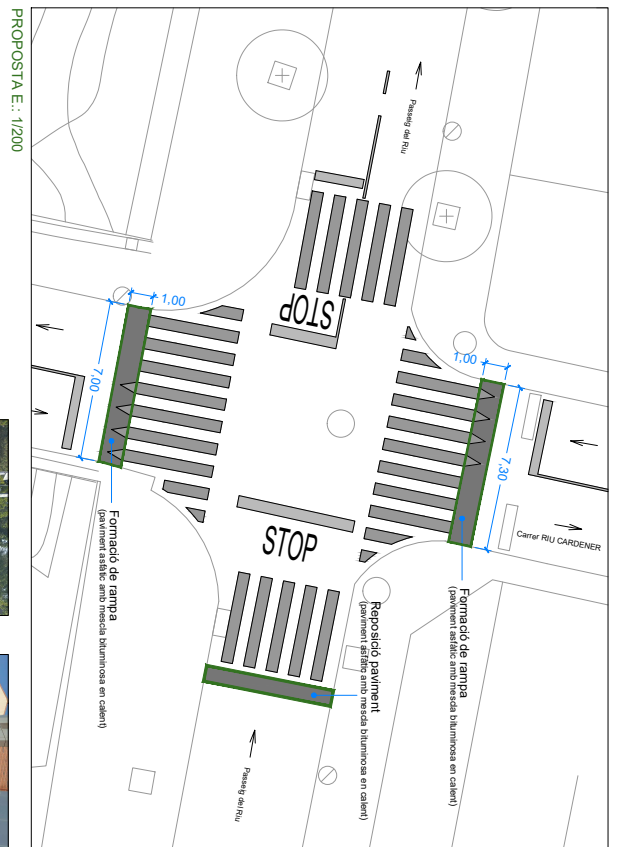 PROPOSTA E.: 1/200
Passeig del Riu
STOP
1,00
7,00
1,00
7,30
Carrer RIU CARDENER
STOP
Formació de rampa
(paviment asfàltic amb mescla bituminosa en calent)
Formació de rampa
(paviment asfàltic amb mescla bituminosa en calent)
Reposició paviment
(paviment asfàltic amb mescla bituminosa en calent)
Passeig del Riu